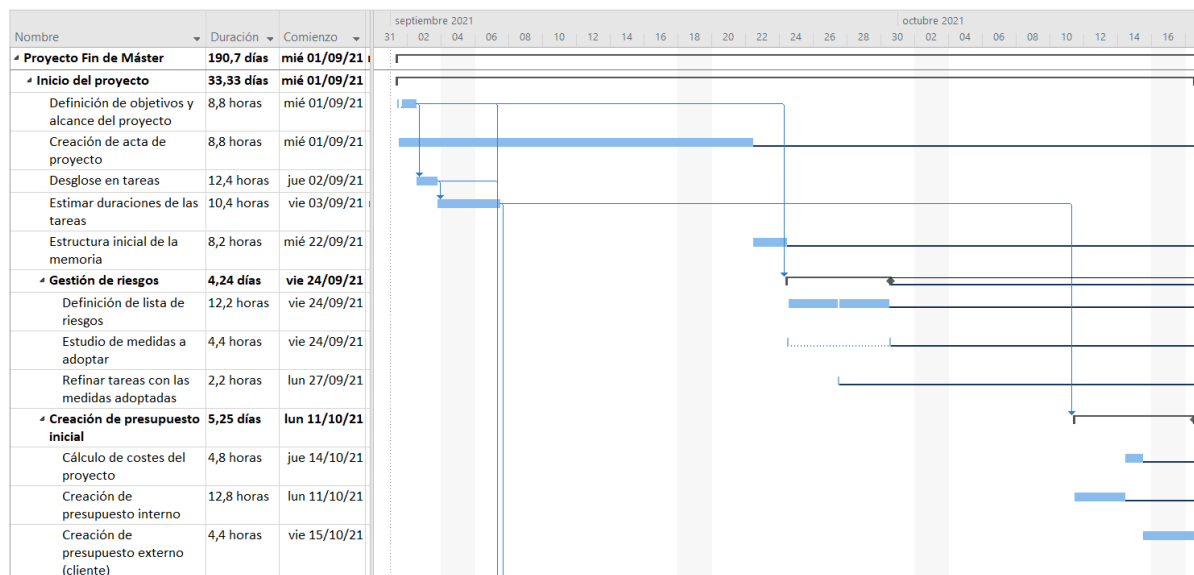 septiembre 2021 octubre 2021
Nombre Duración Comienzo 31 02 04 06 08 10 12 14 16 18 20 22 24 26 28 30 02 04 06 08 10 12 14 16
Proyecto Fin de Máster 190,7 días mié 01/09/21
Inicio del proyecto 33,33 días mié 01/09/21
Definición de objetivos y 8,8 horas mié 01/09/21
alcance del proyecto
Creación de acta de 8,8 horas mié 01/09/21
proyecto
Desglose en tareas 12,4 horas jue 02/09/21
Estimar duraciones de las 10,4 horas vie 03/09/21
tareas
Estructura inicial de la 8,2 horas mié 22/09/21
memoria
Gestión de riesgos 4,24 días vie 24/09/21
Definición de lista de 12,2 horas vie 24/09/21
riesgos
Estudio de medidas a 4,4 horas vie 24/09/21
adoptar
Refinar tareas con las 2,2 horas lun 27/09/21
medidas adoptadas
Creación de presupuesto 5,25 días lun 11/10/21
inicial
Cálculo de costes del 4,8 horas jue 14/10/21
proyecto
Creación de 12,8 horas lun 11/10/21
presupuesto interno
Creación de 4,4 horas vie 15/10/21
presupuesto externo
(cliente)